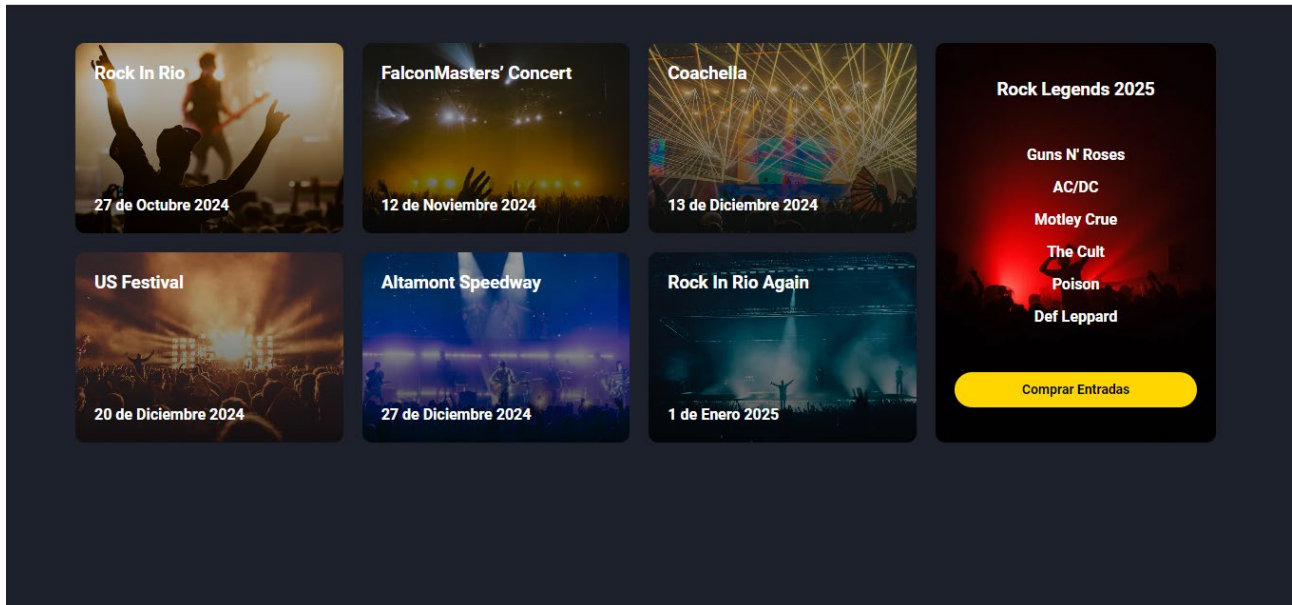 Rock In Rio
27 de Octubre 2024
FalconMasters’ Concert
12 de Noviembre 2024
Coachella
13 de Diciembre 2024
US Festival
20 de Diciembre 2024
Altamont Speedway
27 de Diciembre 2024
Rock In Rio Again
1 de Enero 2025
Rock Legends 2025
Guns N' Roses
AC/DC
Motley Crue
The Cult
Poison
Def Leppard
Comprar Entradas